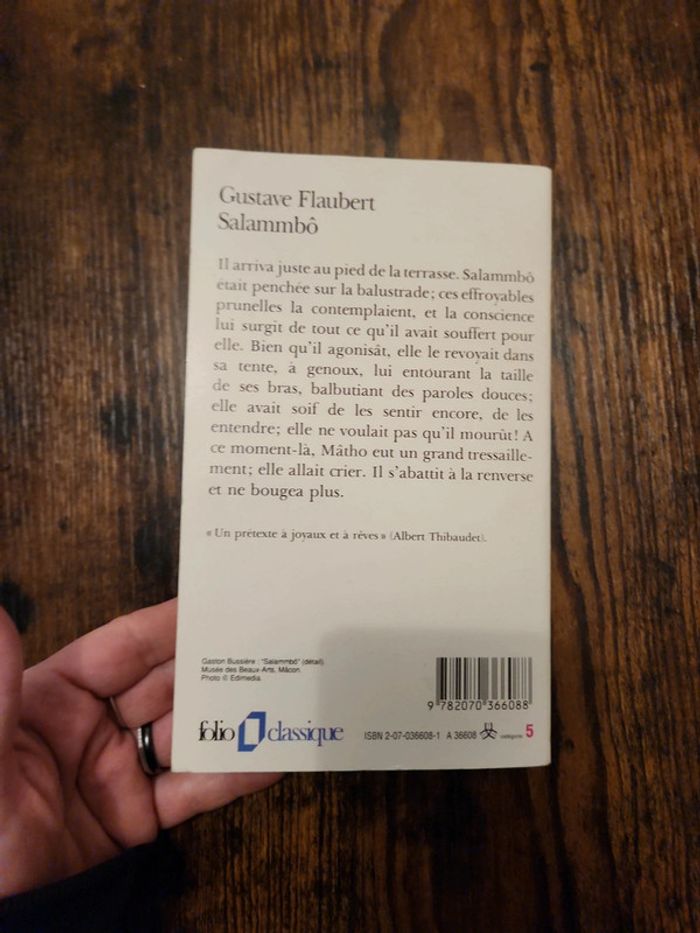 Gustave Flaubert
Salammbô
Il arriva juste au pied de la terrasse. Salammbô
était penchée sur la balustrade; ces effroyables
prunelles la contemplaient, et la conscience
lui surgit de tout ce qu'il avait souffert pour
elle. Bien qu'il agonisât, elle le revoyait dans
sa tente, à genoux, lui entourant la taille
de ses bras, balbutiant des paroles douces;
elle avait soif de les sentir encore, de les
entendre; elle ne voulait pas qu'il mourût! A
ce moment-là, Mâtho eut un grand tressaille-
ment; elle allait crier. Il s'abattit à la renverse
et ne bougea plus.
« Un prétexte à joyaux et à rêves » (Albert Thibaudet).
Gaston Bussière : "Salammbô" (détail).
Musée des Beaux-Arts, Mâcon.
Photo © Edimedia.
9 782070 366088
folio classique
ISBN 2-07-036608-1 A 36608 catégorie 5